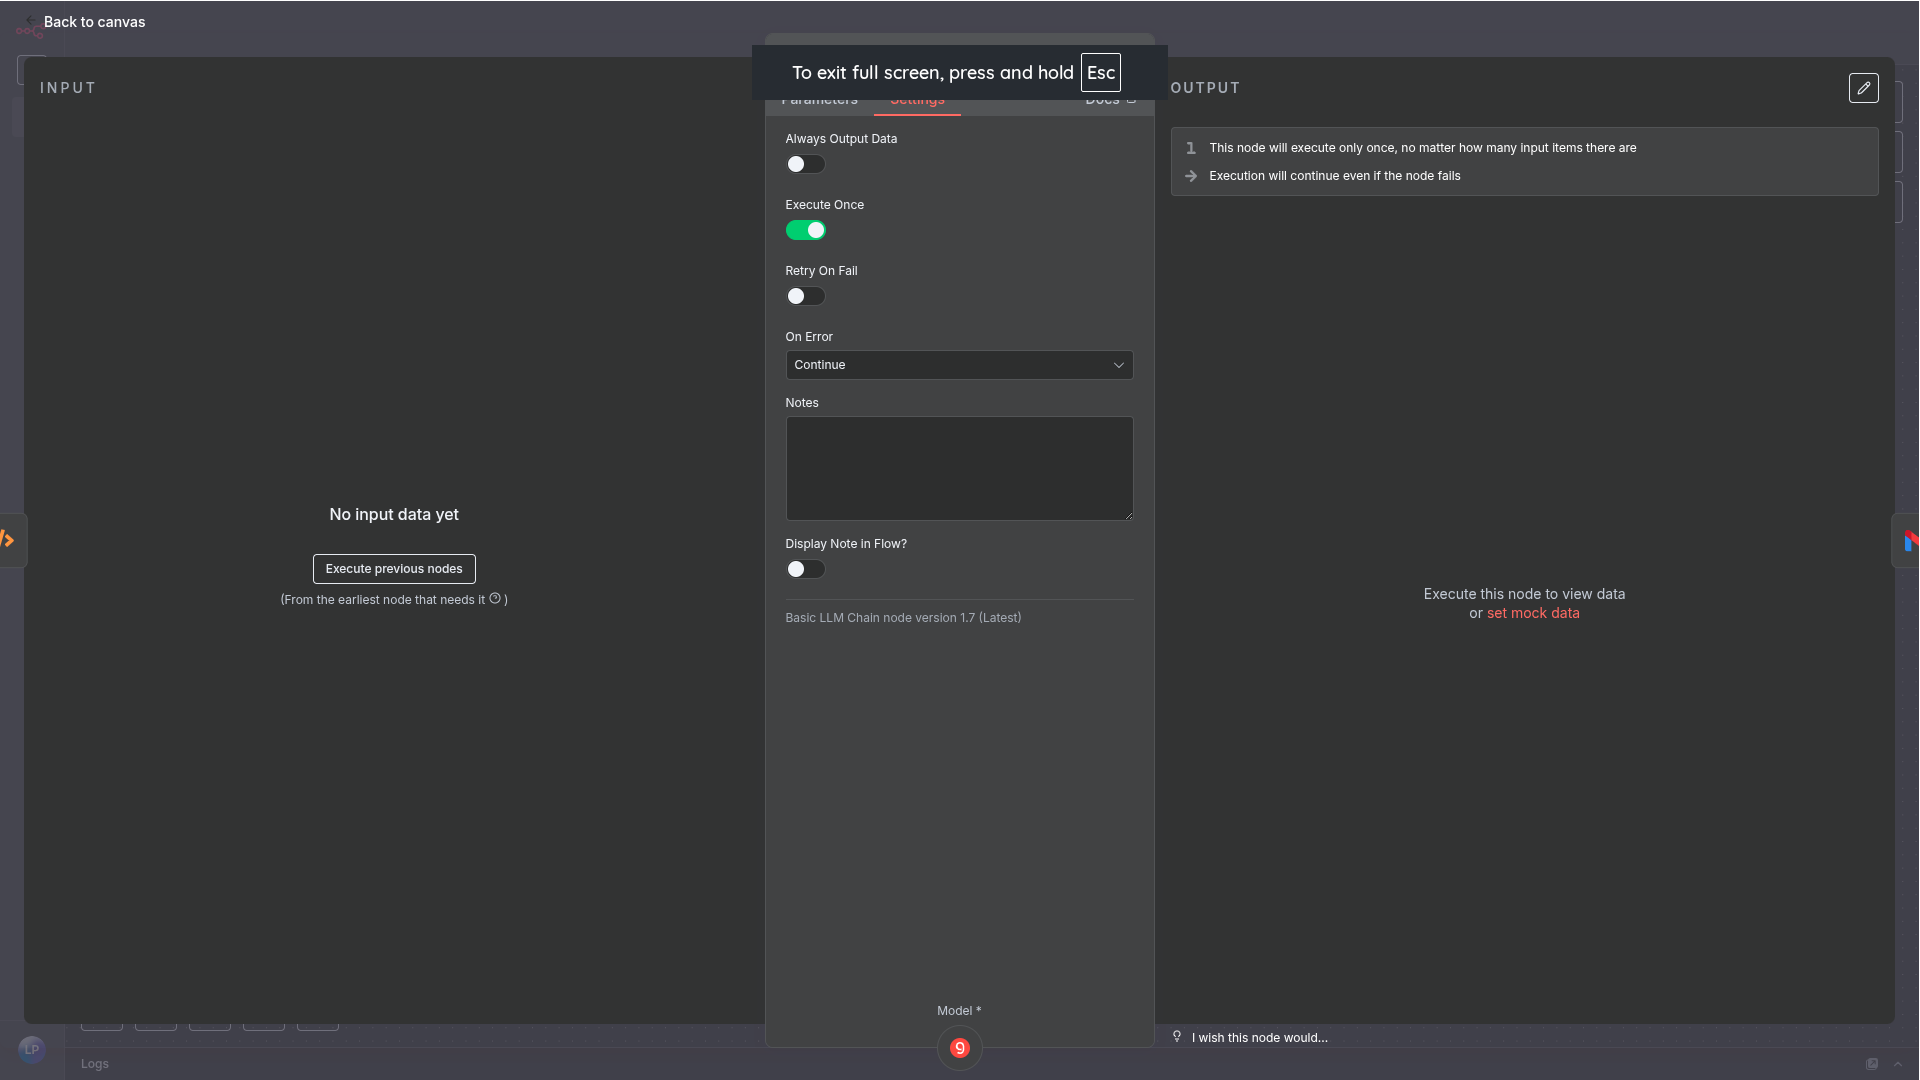 Back to canvas
To exit full screen, press and hold Esc
INPUT
Parameters
Settings
Docs
OUTPUT
Always Output Data
Execute Once
Retry On Fail
On Error
Continue
Notes
Display Note in Flow?
Basic LLM Chain node version 1.7 (Latest)
No input data yet
Execute previous nodes
(From the earliest node that needs it )
1 This node will execute only once, no matter how many input items there are
Execution will continue even if the node fails
Execute this node to view data
or set mock data
Model *
I wish this node would...
LP
Logs